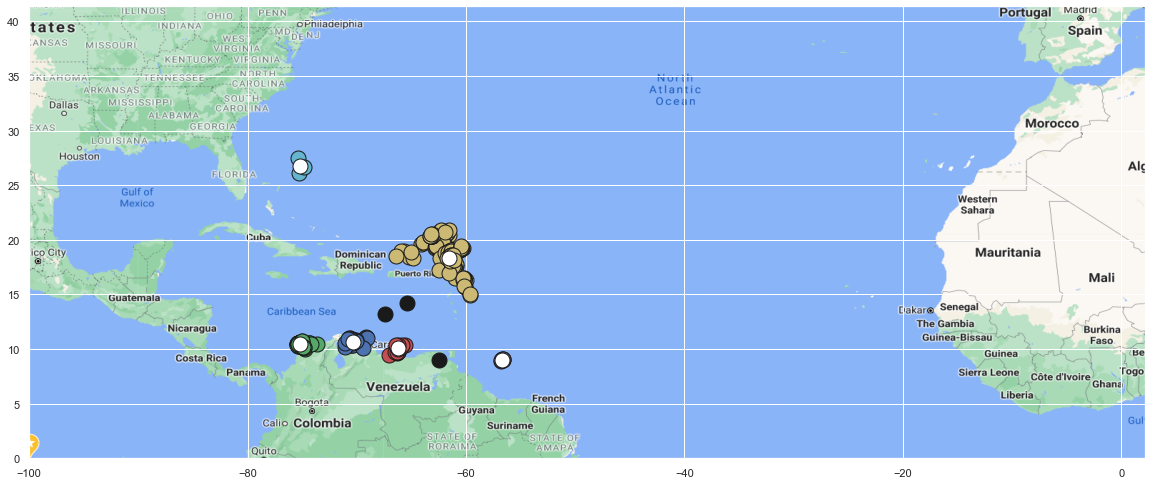 ILLINOIS
OHIO
PENN
Philadelphia
tates
INDIANA
MD
DE
NJ
WEST
VIRGINIA
KANSAS
MISSOURI
KENTUCKY
VIRGINIA
OKLAHOMA
TENNESSEE
NORTH
CAROLINA
ARKANSAS
MISSISSIPPI
SOUTH
CAROLINA
Dallas
ALABAMA
GEORGIA
EXAS
LOUISIANA
Houston
FLORIDA
Gulf of
Mexico
North
Atlantic
Ocean
Portugal
Madrid
Spain
Morocco
Alg
Western
Sahara
Mauritania
Mali
Dakar
Senegal
The Gambia
Guinea-Bissau
Burkina
Faso
Guinea
Be
Sierra Leone
Côte d'Ivoire
Togo
Ghana
Liberia
Gulf
Cuba
ico City
Dominican
Republic
Puerto Ri
Guatemala
Caribbean Sea
Nicaragua
Car
Costa Rica
Panama
Venezuela
Bogota
Guyana
French
Guiana
Cali
Colombia
Suriname
STATE OF
RORAIMA
STATE OF
AMAPA
Quito
40
35
30
25
20
15
10
5
0
−100
−80
−60
−40
−20
0